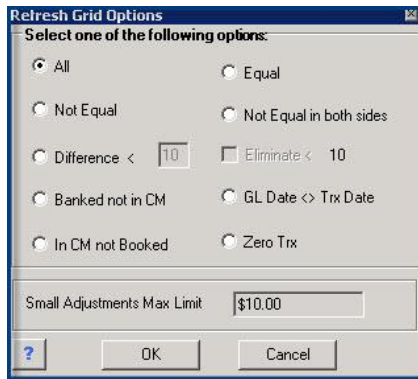 Refresh Grid Options
Select one of the following options:
All
Equal
Not Equal
Not Equal in both sides
Difference < 10
Eliminate < 10
Banked not in CM
GL Date <> Trx Date
In CM not Booked
Zero Trx
Small Adjustments Max Limit $10.00
? OK Cancel